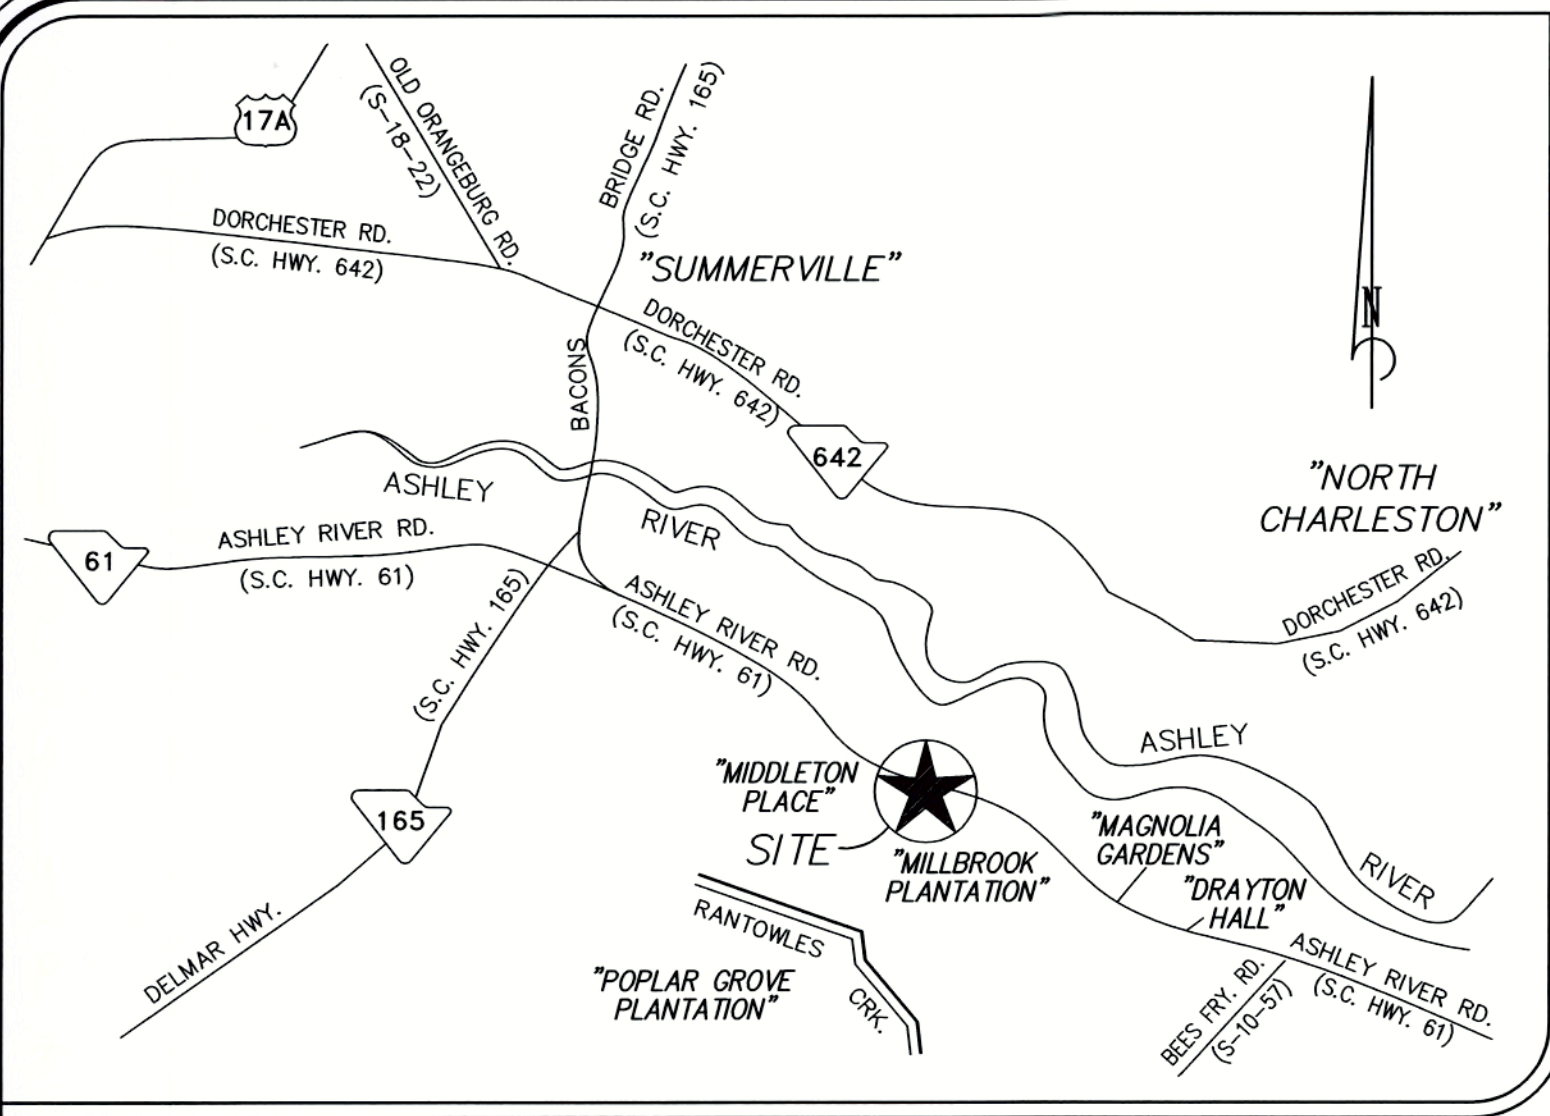 17A
OLD ORANGEBURG RD.
(S-18-22)
BRIDGE RD.
(S.C. HWY. 165)
DORCHESTER RD.
(S.C. HWY. 642)
"SUMMERVILLE"
N
DORCHESTER RD.
(S.C. HWY. 642)
BACONS
642
"NORTH
CHARLESTON"
ASHLEY
RIVER
61
ASHLEY RIVER RD.
(S.C. HWY. 61)
DORCHESTER RD.
(S.C. HWY. 642)
ASHLEY RIVER RD.
(S.C. HWY. 61)
(S.C. HWY. 165)
ASHLEY
RIVER
"MIDDLETON
PLACE"
SITE
165
"MAGNOLIA
GARDENS"
"MILLBROOK
PLANTATION"
"DRAYTON
HALL"
RANTOWLES
CRK.
DELMAR HWY.
"POPLAR GROVE
PLANTATION"
ASHLEY RIVER RD.
(S.C. HWY. 61)
BEES FRY. RD.
(S-10-57)